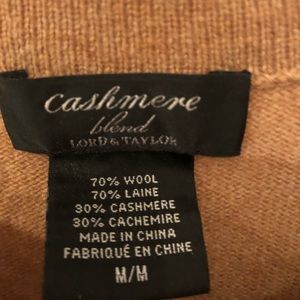 cashmere
blend
LORD & TAYLOR
70% WOOL
70% LAINE
30% CASHMERE
30% CACHEMIRE
MADE IN CHINA
FABRIQUÉ EN CHINE
M/M